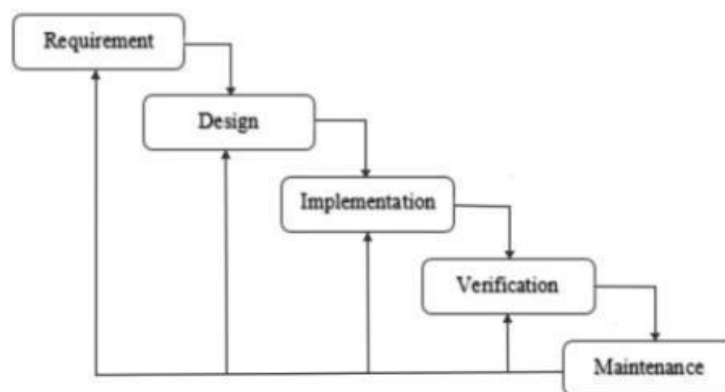 Requirement
Design
Implementation
Verification
Maintenance